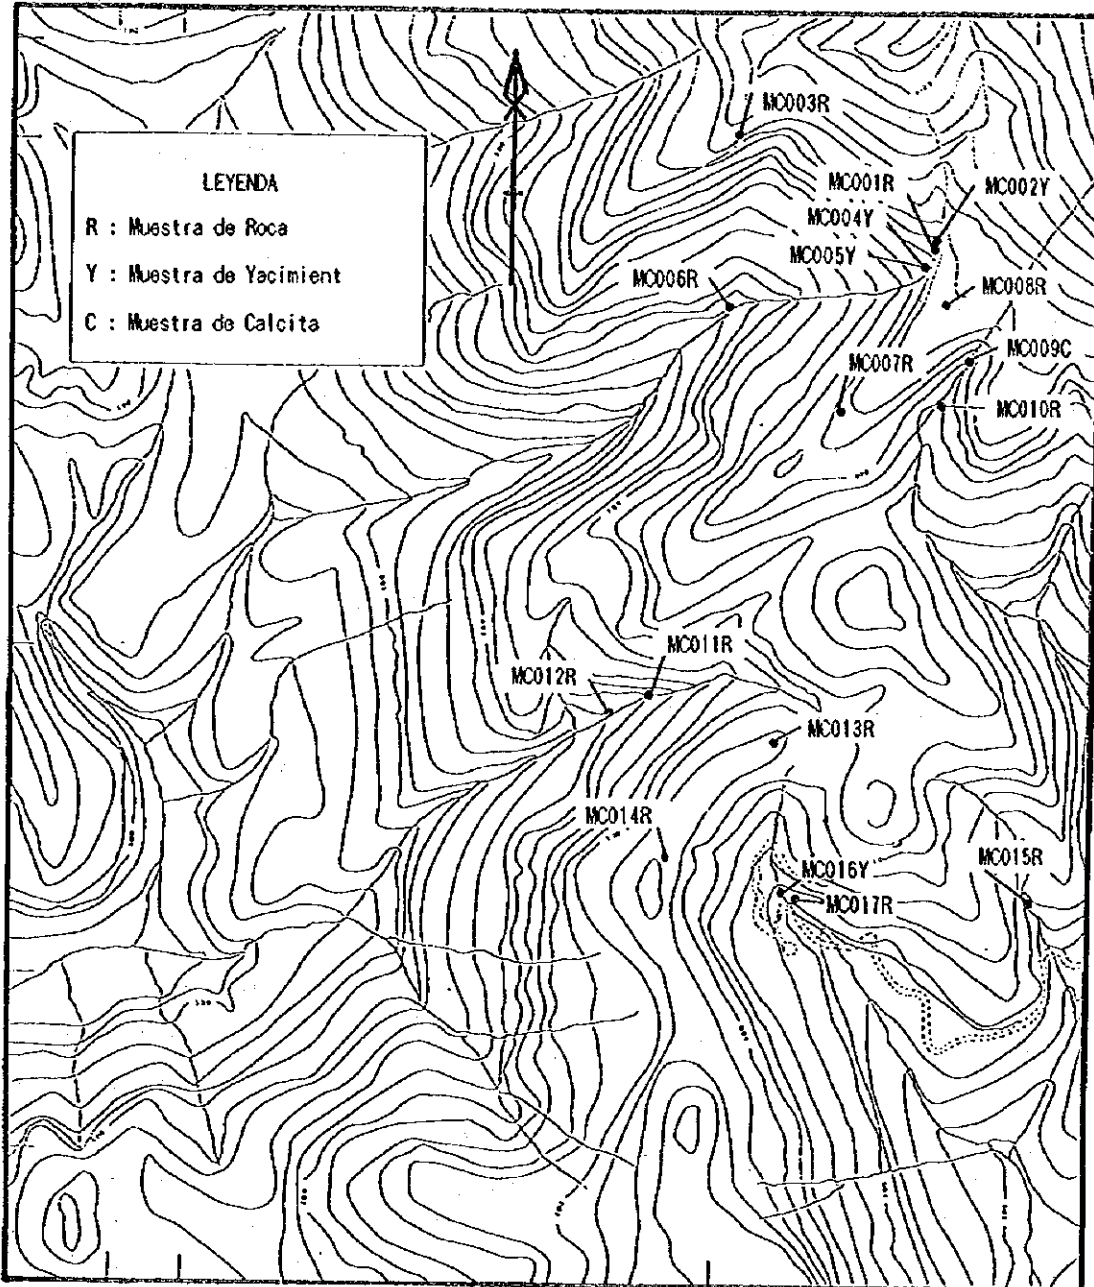 LEYENDA
R : Muestra de Roca
Y : Muestra de Yacimient
C : Muestra de Calcita
MC003R
MC001R
MC002Y
MC004Y
MC005Y
MC006R
MC008R
MC009C
MC007R
MC010R
MC011R
MC012R
MC013R
MC014R
MC015R
MC016Y
MC017R